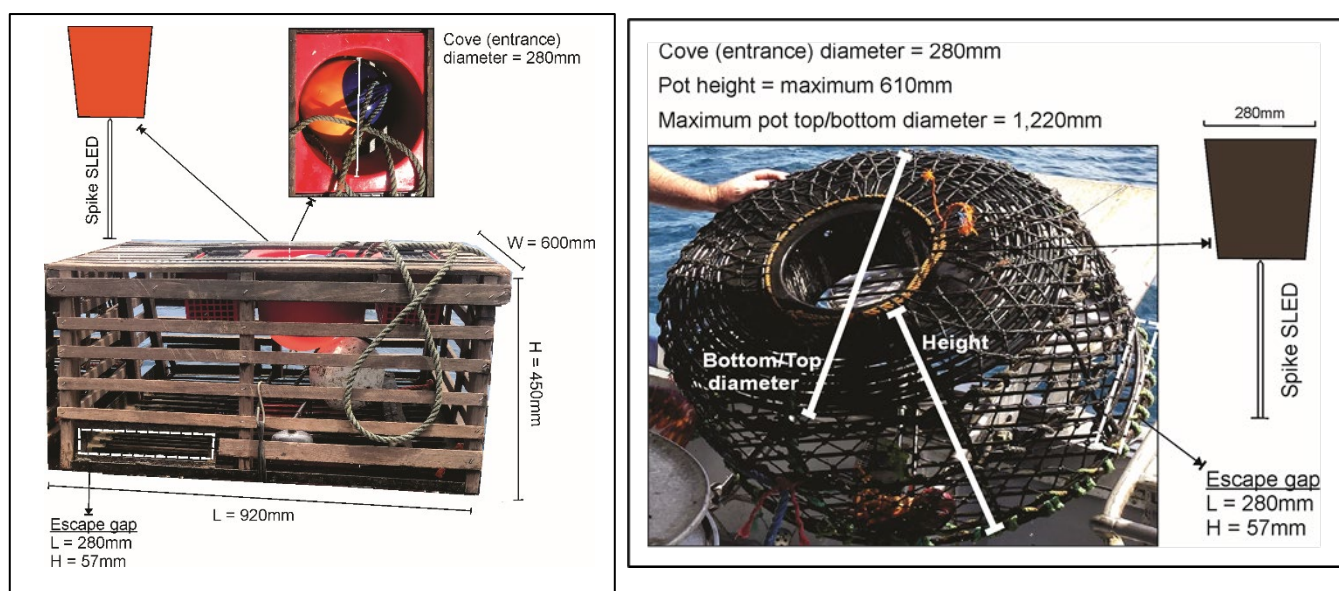 Cove (entrance)
diameter = 280mm
Spike SLED
W = 600mm
H = 450mm
L = 920mm
Escape gap
L = 280mm
H = 57mm
Cove (entrance) diameter = 280mm
Pot height = maximum 610mm
Maximum pot top/bottom diameter = 1,220mm
280mm
Bottom/Top
diameter
Height
Spike SLED
Escape gap
L = 280mm
H = 57mm